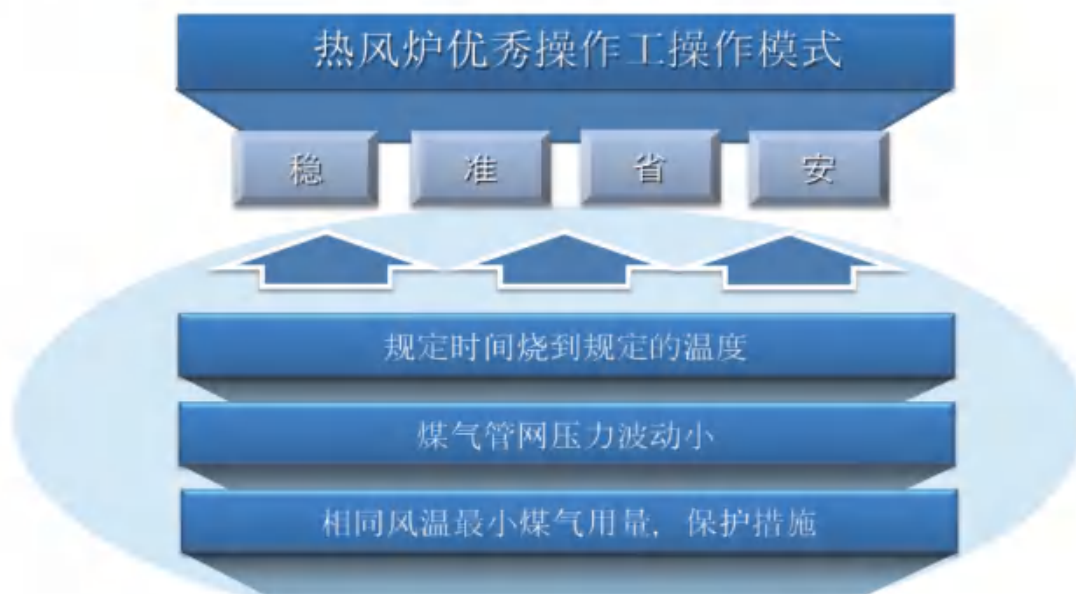 热风炉优秀操作工操作模式
稳 准 省 安
规定时间烧到规定的温度
煤气管网压力波动小
相同风温最小煤气用量，保护措施